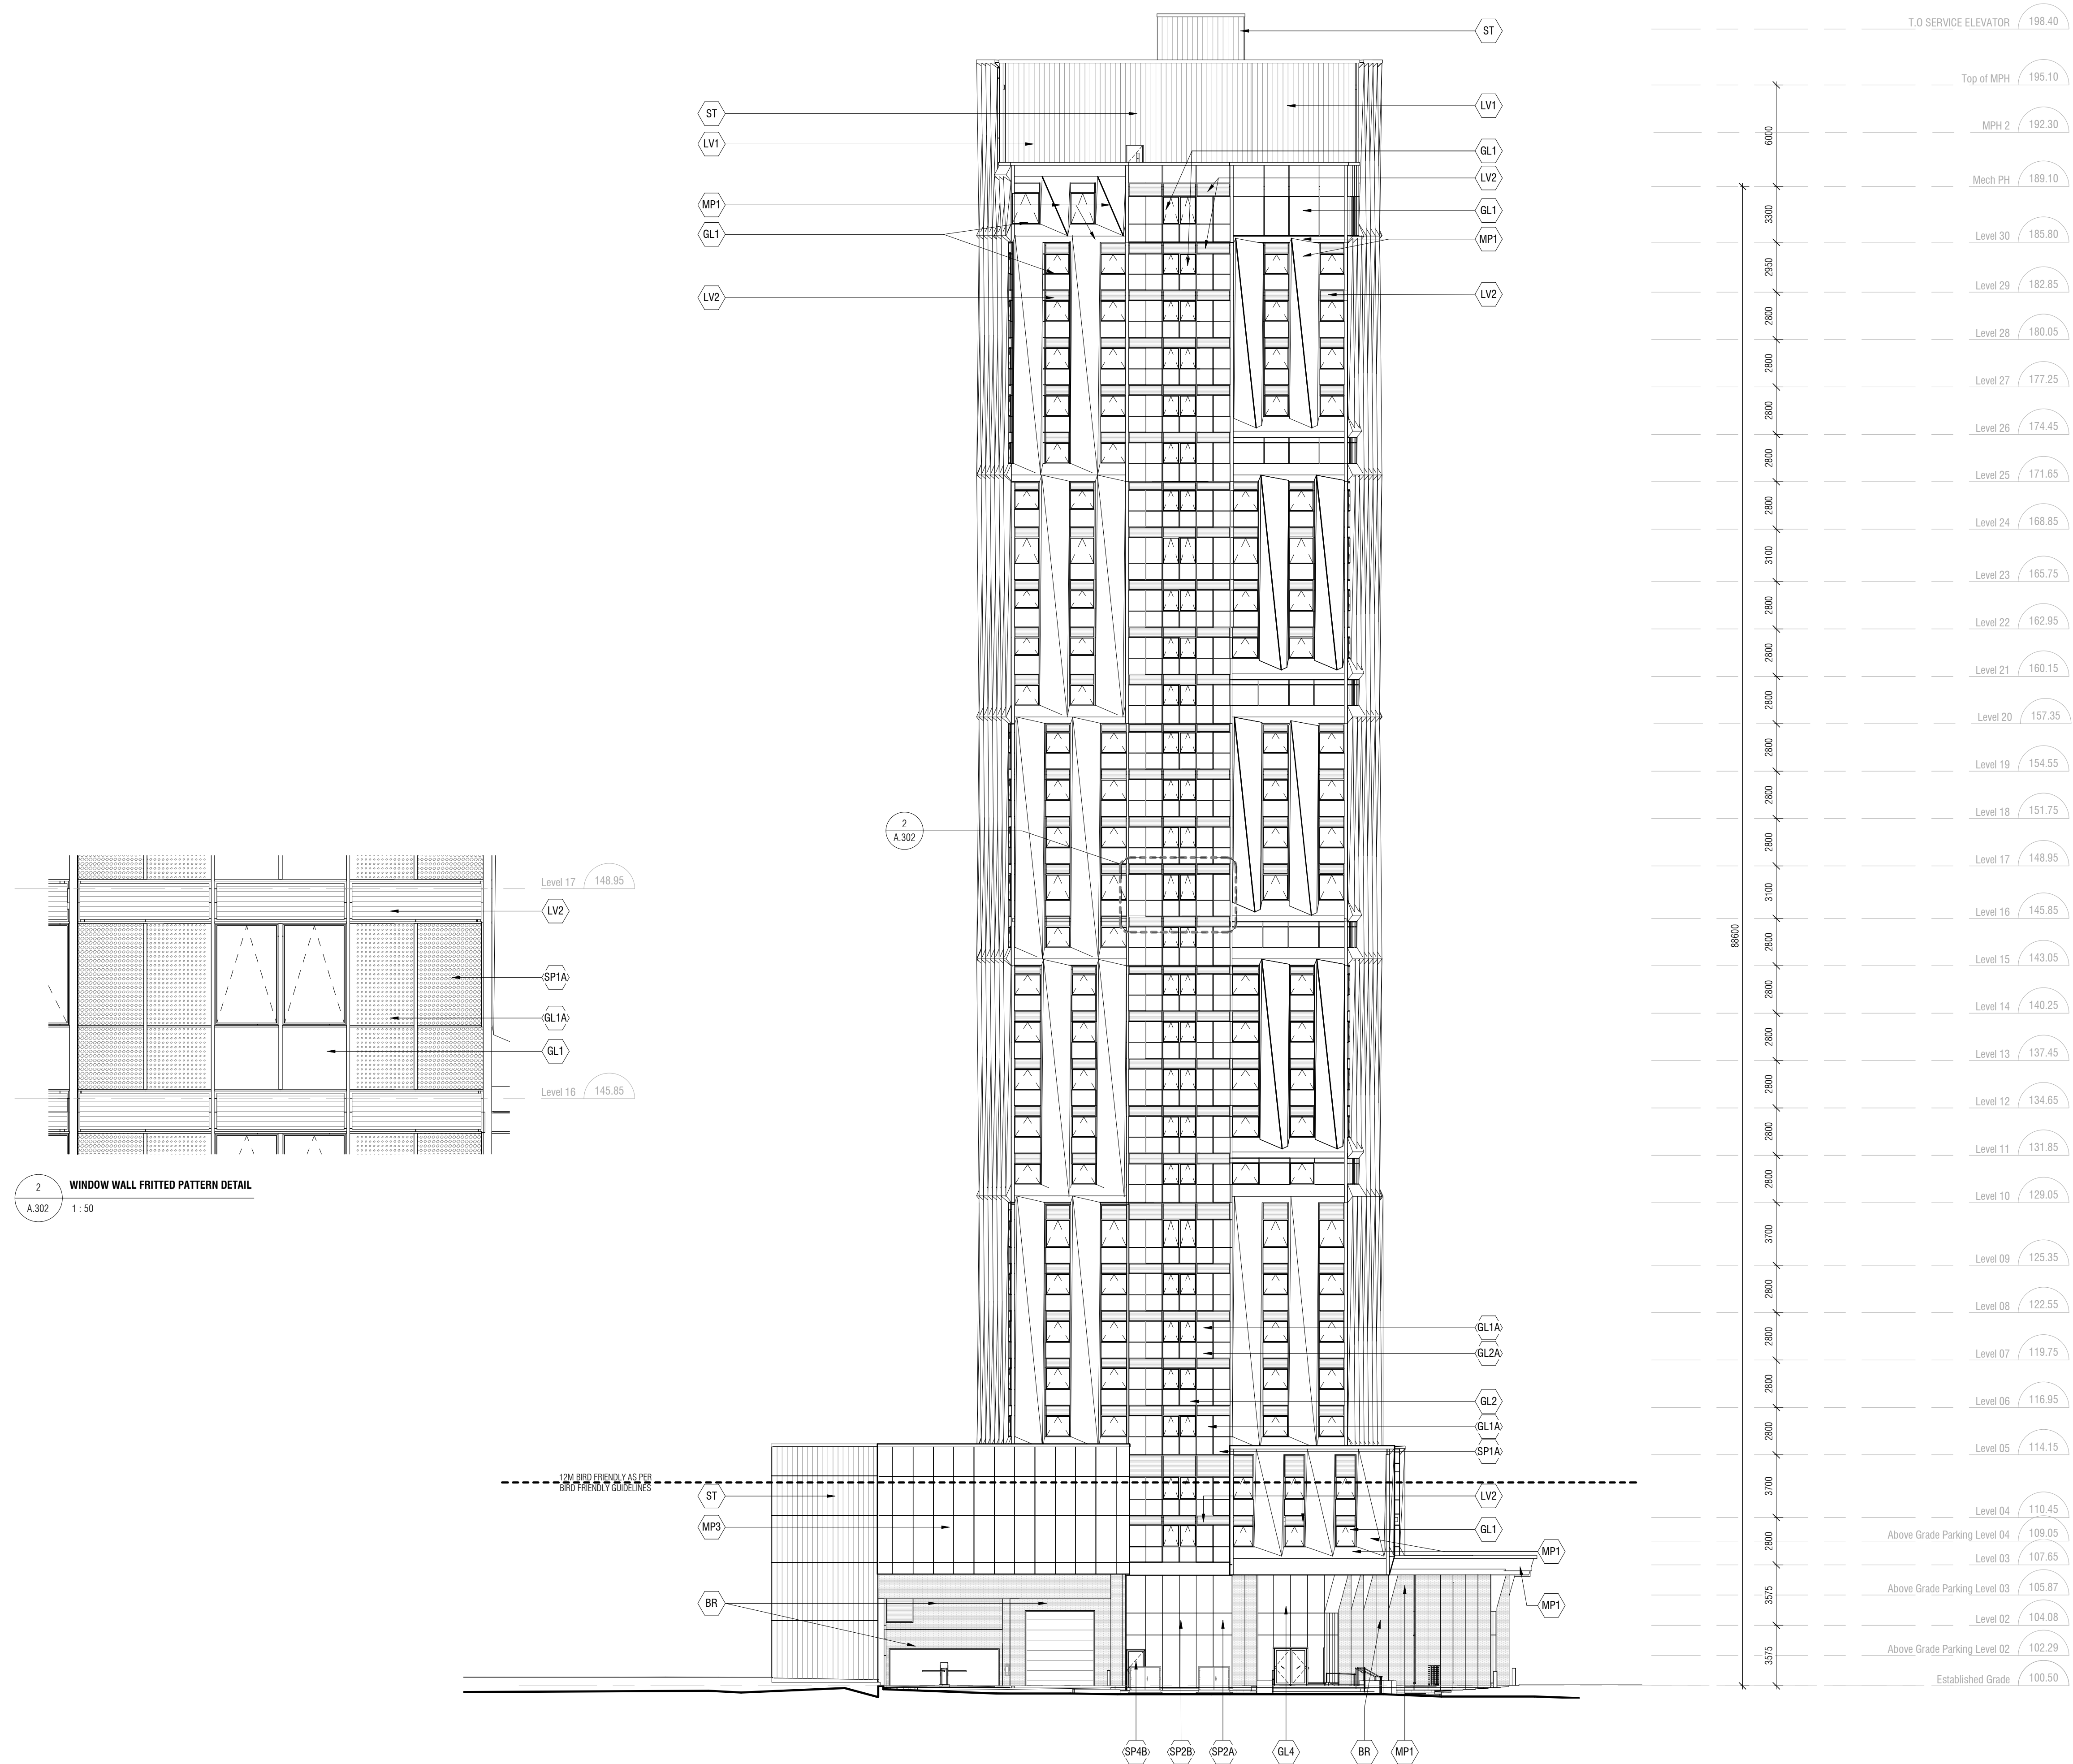 T.O SERVICE ELEVATOR 198.40
ST
Top of MPH 195.10
ST
LV1
6000
MPH 2 192.30
LV1
GL1
LV2
Mech PH 189.10
MP1
GL1
3300
GL1
MP1
Level 30 185.80
2950
LV2
LV2
Level 29 182.85
2800
Level 28 180.05
2800
Level 27 177.25
2800
Level 26 174.45
2800
Level 25 171.65
2800
Level 24 168.85
3100
Level 23 165.75
2800
Level 22 162.95
2800
Level 21 160.15
2800
Level 20 157.35
2800
Level 19 154.55
2800
Level 18 151.75
2
A.302
2800
Level 17 148.95
3100
Level 16 145.85
88600
2800
Level 15 143.05
2800
Level 14 140.25
2800
Level 13 137.45
2800
Level 12 134.65
2800
Level 11 131.85
2800
Level 10 129.05
3700
Level 09 125.35
2800
Level 08 122.55
2800
Level 07 119.75
2800
Level 06 116.95
2800
Level 05 114.15
3700
Level 04 110.45
Above Grade Parking Level 04 109.05
2800
Level 03 107.65
Above Grade Parking Level 03 105.87
3575
Level 02 104.08
Above Grade Parking Level 02 102.29
3575
Established Grade 100.50
Level 17 148.95
LV2
SP1A
GL1A
GL1
Level 16 145.85
2
A.302
WINDOW WALL FRITTED PATTERN DETAIL
1 : 50
GL1A
GL2A
GL2
GL1A
SP1A
12M BIRD FRIENDLY AS PER
BIRD FRIENDLY GUIDELINES
ST
LV2
MP3
GL1
MP1
BR
MP1
SP4B
SP2B
SP2A
GL4
BR
MP1